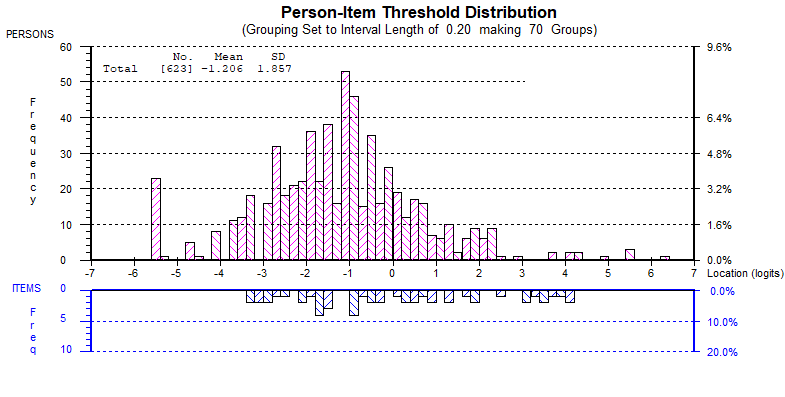 Person-Item Threshold Distribution
(Grouping Set to Interval Length of 0.20 making 70 Groups)
PERSONS
No. Mean SD
Total [623] -1.206 1.857
Frequency
60
50
40
30
20
10
0
9.6%
6.4%
4.8%
3.2%
1.6%
0.0%
-7 -6 -5 -4 -3 -2 -1 0 1 2 3 4 5 6 7 Location (logits)
ITEMS
Freq
0
5
10
0.0%
10.0%
20.0%